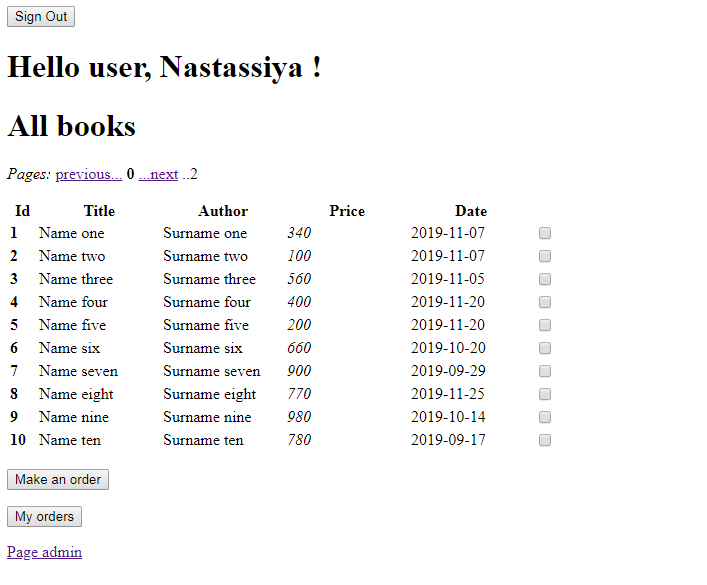 Sign Out
Hello user, Nastassiya !
All books
Pages: previous... 0 ...next ..2
Id Title Author Price Date
1 Name one Surname one 340 2019-11-07
2 Name two Surname two 100 2019-11-07
3 Name three Surname three 560 2019-11-05
4 Name four Surname four 400 2019-11-20
5 Name five Surname five 200 2019-11-20
6 Name six Surname six 660 2019-10-20
7 Name seven Surname seven 900 2019-09-29
8 Name eight Surname eight 770 2019-11-25
9 Name nine Surname nine 980 2019-10-14
10 Name ten Surname ten 780 2019-09-17
Make an order
My orders
Page admin